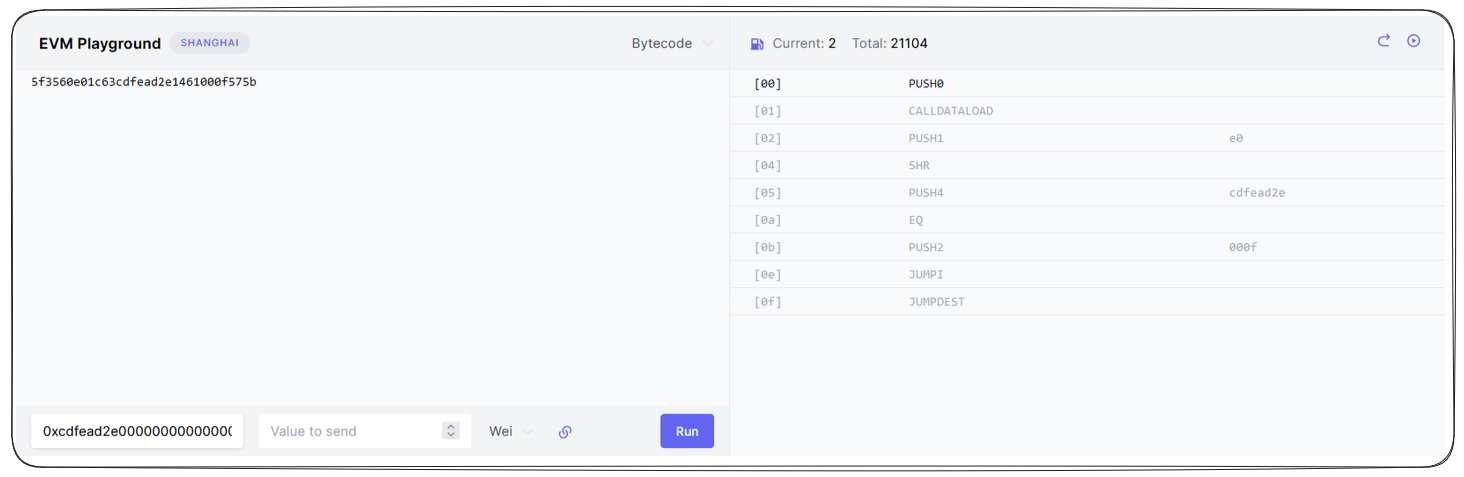 EVM Playground SHANGHAI Bytecode
5f3560e01c63cdfead2e1461000f575b
0xcdfead2e0000000000000( Value to send Wei Run
Current: 2 Total: 21104
[00] PUSH0
[01] CALLDATALOAD
[02] PUSH1 e0
[04] SHR
[05] PUSH4 cdfead2e
[0a] EQ
[0b] PUSH2 000f
[0e] JUMPI
[0f] JUMPDEST